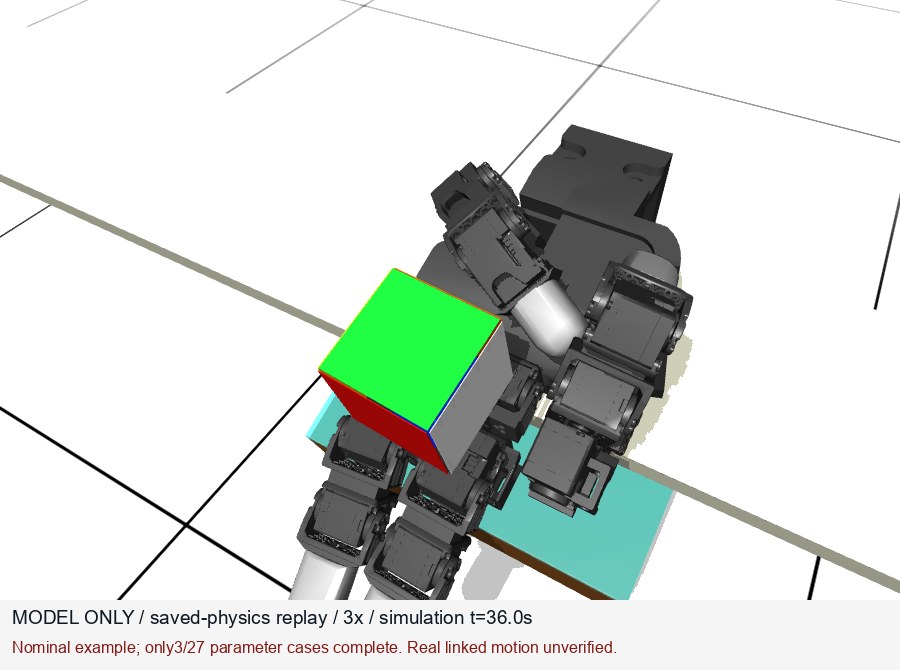 MODEL ONLY / saved-physics replay / 3x / simulation t=36.0s
Nominal example; only3/27 parameter cases complete. Real linked motion unverified.